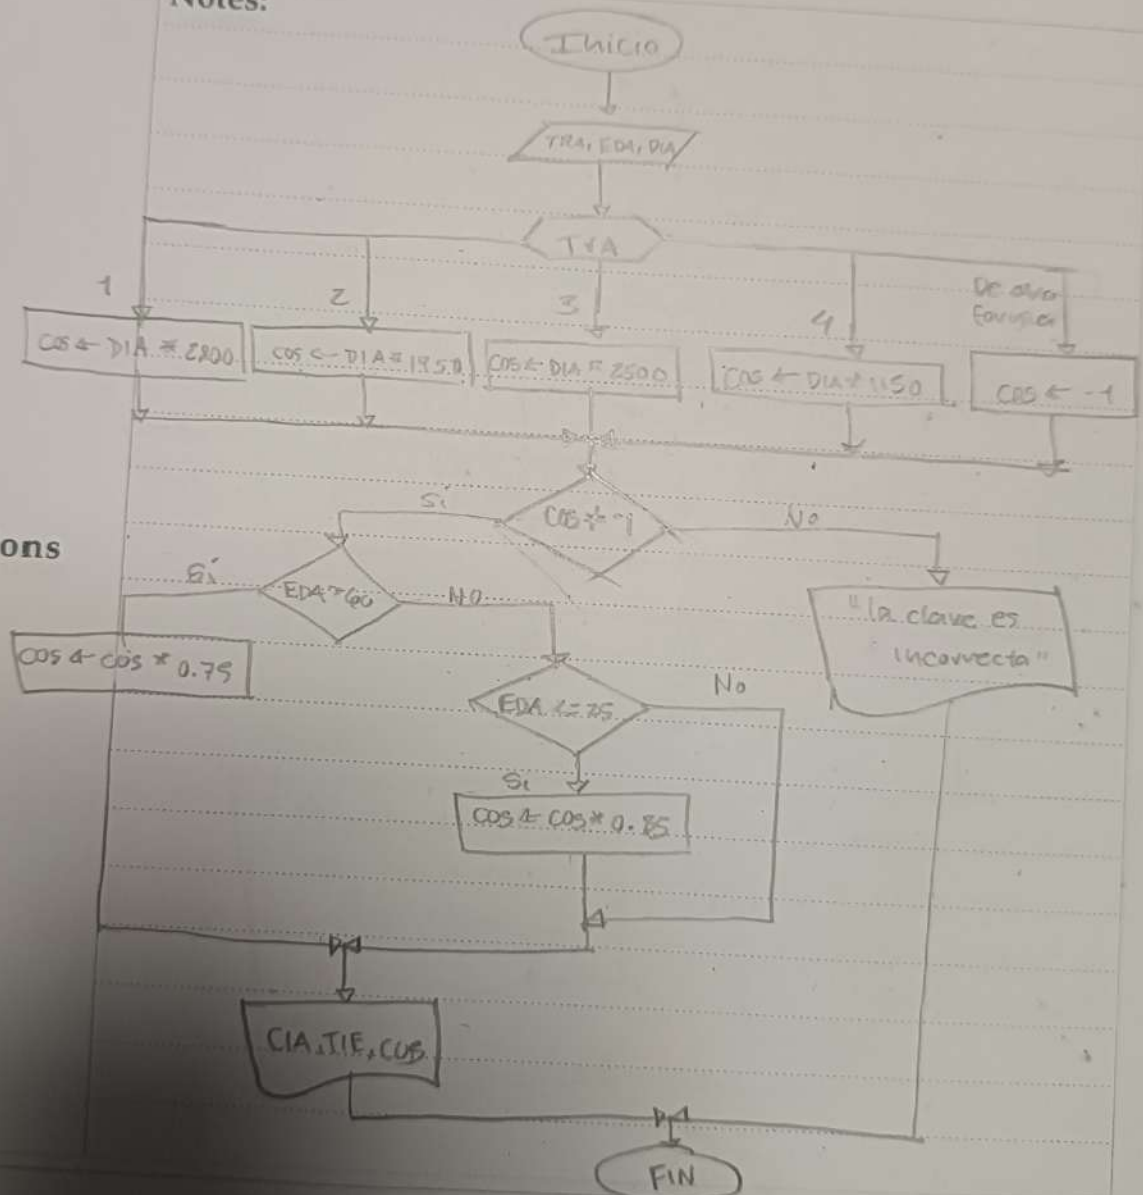 Notes:
Inicio
TRA, EDA, DIA
TRA
1
2
3
4
De otra
forma
COS ← DIA * 2800
COS ← DIA * 1950
COS ← DIA * 2500
COS ← DIA * 1150
COS ← -1
COS ≠ -1
Si
No
ons
EDA >= 60
Si
NO
"la clave es
incorrecta"
COS ← COS * 0.75
EDA <= 25
No
Si
COS ← COS * 0.85
CIA, TIE, CUB
FIN